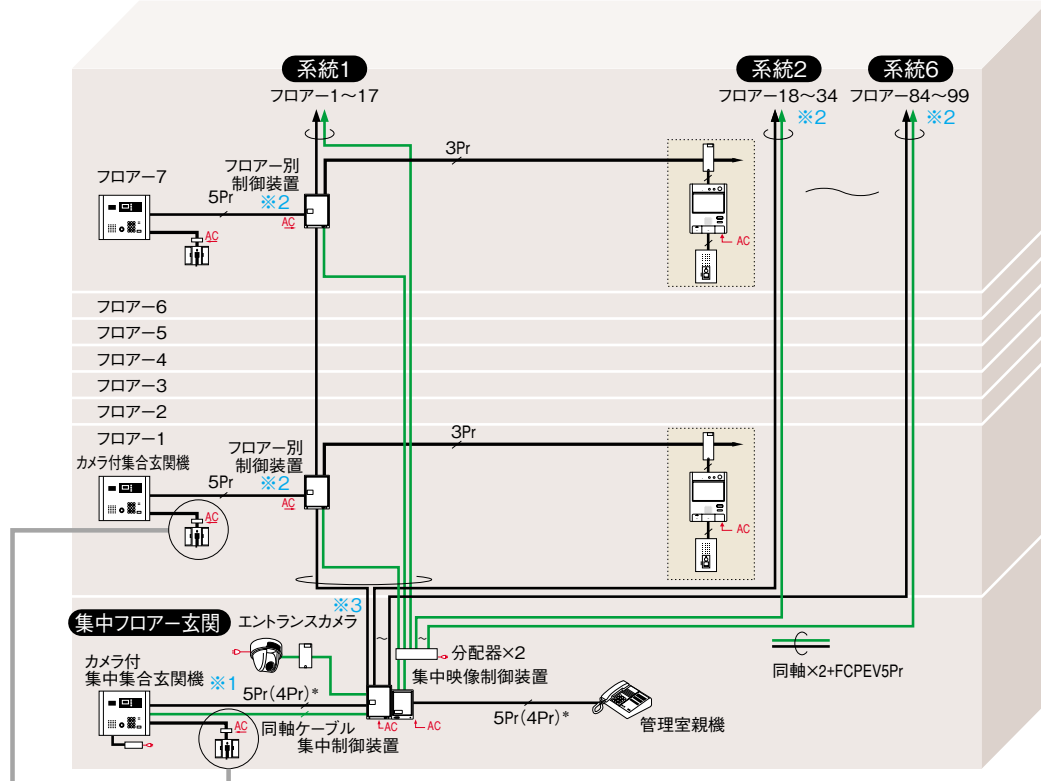 系統1
フロアー1～17
系統2
フロアー18～34
※2
系統6
フロアー84～99
※2
フロアー7
5Pr
フロアー別
制御装置
※2
AC
AC
3Pr
AC
フロアー6
フロアー5
フロアー4
フロアー3
フロアー2
フロアー1
カメラ付集合玄関機
5Pr
フロアー別
制御装置
※2
AC
AC
3Pr
AC
集中フロアー玄関
エントランスカメラ
※3
～
～
分配器×2
集中映像制御装置
同軸×2+FCPEV5Pr
カメラ付
集中集合玄関機
※1
5Pr(4Pr)*
同軸ケーブル
集中制御装置
AC
AC
AC
5Pr(4Pr)*
管理室親機